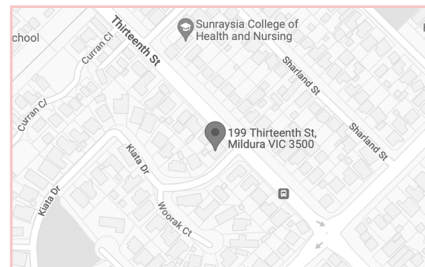 Sunraysia College of
Health and Nursing
chool
Curran Cl
Thirteenth St
Sharland St
Curran Cl
199 Thirteenth St,
Mildura VIC 3500
Sharland St
Kiata Dr
Kiata Dr
Woorak Ct